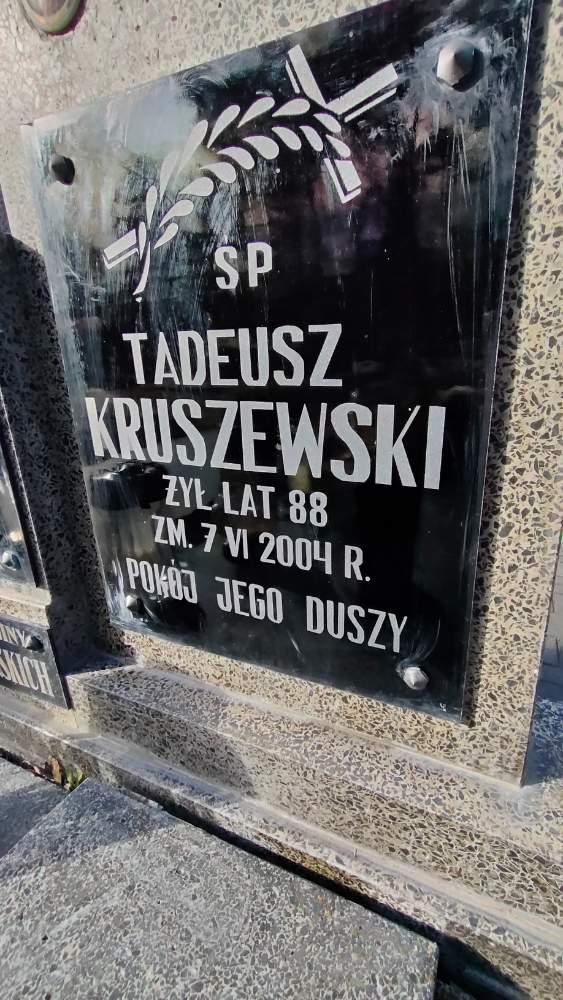 SP
TADEUSZ
KRUSZEWSKI
ŻYŁ LAT 88
ZM. 7 VI 2004 R.
POKÓJ JEGO DUSZY